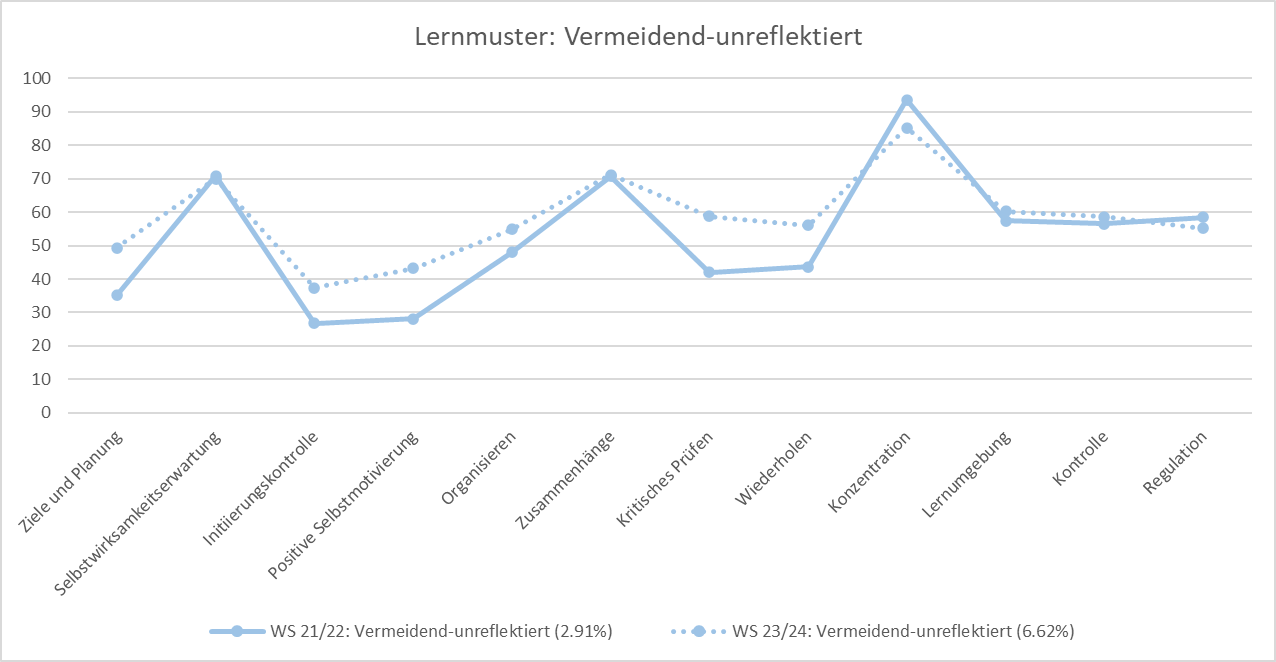 Lernmuster: Vermeidend-unreflektiert
100
90
80
70
60
50
40
30
20
10
0
Ziele und Planung
Selbstwirksamkeitserwartung
Initiierungskontrolle
Positive Selbstmotivierung
Organisieren
Zusammenhänge
Kritisches Prüfen
Wiederholen
Konzentration
Lernumgebung
Kontrolle
Regulation
WS 21/22: Vermeidend-unreflektiert (2.91%)
WS 23/24: Vermeidend-unreflektiert (6.62%)